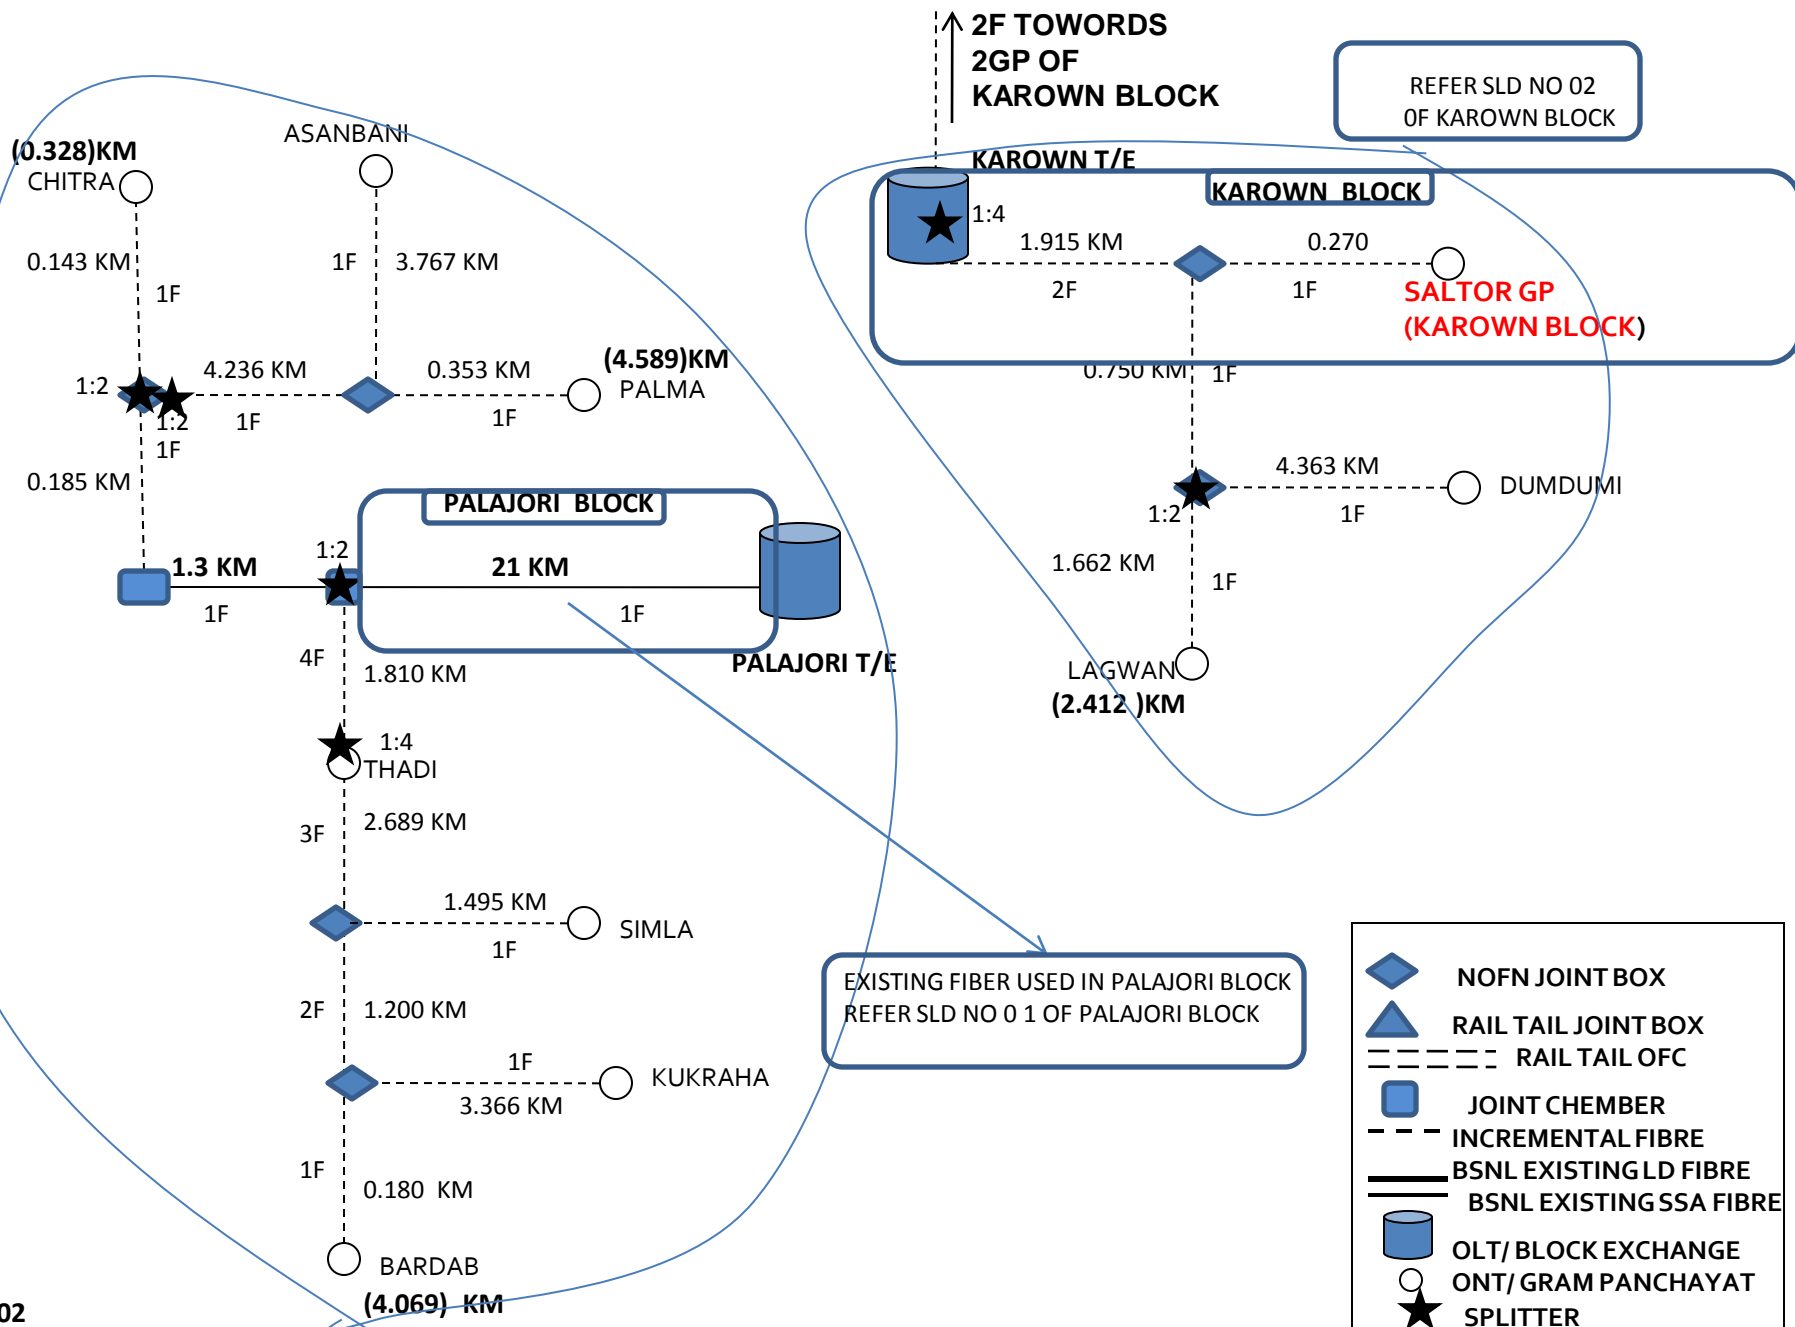 2F TOWORDS
2GP OF
KAROWN BLOCK
REFER SLD NO 02
0F KAROWN BLOCK
(0.328)KM
CHITRA
ASANBANI
0.143 KM
1F
1F
3.767 KM
1:2
4.236 KM
1:2
1F
1F
0.353 KM
1F
(4.589)KM
PALMA
0.185 KM
PALAJORI BLOCK
1:2
1.3 KM
1F
21 KM
1F
PALAJORI T/E
4F
1.810 KM
1:4
THADI
3F
2.689 KM
1.495 KM
1F
SIMLA
2F
1.200 KM
1F
3.366 KM
KUKRAHA
1F
0.180 KM
BARDAB
(4.069) KM
02
KAROWN T/E
KAROWN BLOCK
1:4
1.915 KM
2F
0.270
1F
SALTOR GP
(KAROWN BLOCK)
0.750 KM
1F
1:2
4.363 KM
1F
DUMDUMI
1.662 KM
1F
LAGWAN
(2.412 )KM
EXISTING FIBER USED IN PALAJORI BLOCK
REFER SLD NO 0 1 OF PALAJORI BLOCK
NOFN JOINT BOX
RAIL TAIL JOINT BOX
RAIL TAIL OFC
JOINT CHEMBER
INCREMENTAL FIBRE
BSNL EXISTING LD FIBRE
BSNL EXISTING SSA FIBRE
OLT/ BLOCK EXCHANGE
ONT/ GRAM PANCHAYAT
SPLITTER